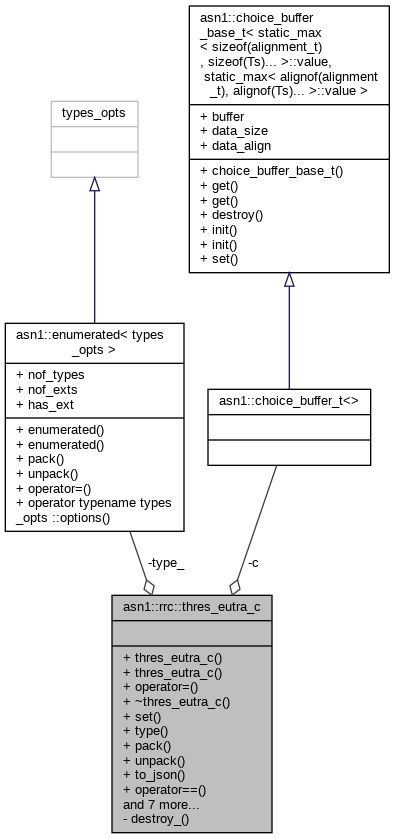 asn1::choice_buffer
_base_t< static_max
< sizeof(alignment_t)
, sizeof(Ts)... >::value,
static_max< alignof(alignment
_t), alignof(Ts)... >::value >
+ buffer
+ data_size
+ data_align
+ choice_buffer_base_t()
+ get()
+ get()
+ destroy()
+ init()
+ init()
+ set()
types_opts
asn1::enumerated< types
_opts >
+ nof_types
+ nof_exts
+ has_ext
+ enumerated()
+ enumerated()
+ pack()
+ unpack()
+ operator=()
+ operator typename types
_opts ::options()
asn1::choice_buffer_t<>
-type_
-c
asn1::rrc::thres_eutra_c
+ thres_eutra_c()
+ thres_eutra_c()
+ operator=()
+ ~thres_eutra_c()
+ set()
+ type()
+ pack()
+ unpack()
+ to_json()
+ operator==()
and 7 more...
- destroy_()